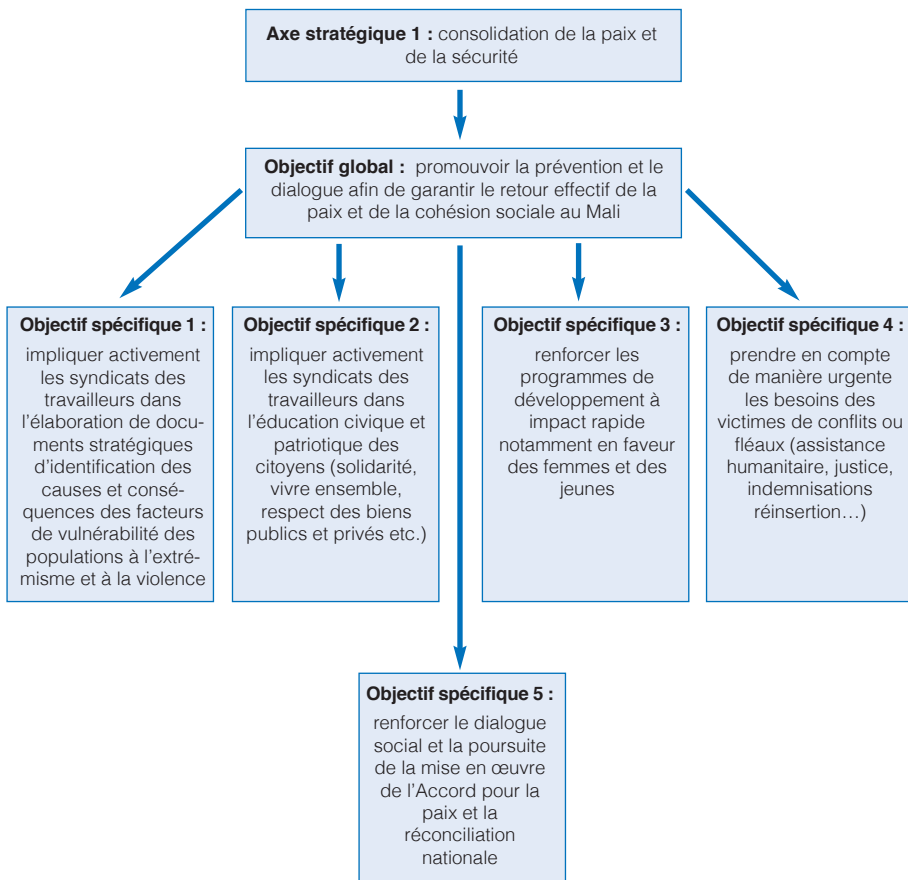 Axe stratégique 1 : consolidation de la paix et
de la sécurité
Objectif global : promouvoir la prévention et le
dialogue afin de garantir le retour effectif de la
paix et de la cohésion sociale au Mali
Objectif spécifique 1 :
impliquer activement
les syndicats des
travailleurs dans
l’élaboration de docu-
ments stratégiques
d’identification des
causes et consé-
quences des facteurs
de vulnérabilité des
populations à l’extré-
misme et à la violence
Objectif spécifique 2 :
impliquer activement
les syndicats des
travailleurs dans
l’éducation civique et
patriotique des
citoyens (solidarité,
vivre ensemble,
respect des biens
publics et privés etc.)
Objectif spécifique 3 :
renforcer les
programmes de
développement à
impact rapide
notamment en faveur
des femmes et des
jeunes
Objectif spécifique 4 :
prendre en compte
de manière urgente
les besoins des
victimes de conflits ou
fléaux (assistance
humanitaire, justice,
indemnisations
réinsertion…)
Objectif spécifique 5 :
renforcer le dialogue
social et la poursuite
de la mise en œuvre
de l’Accord pour la
paix et la
réconciliation
nationale